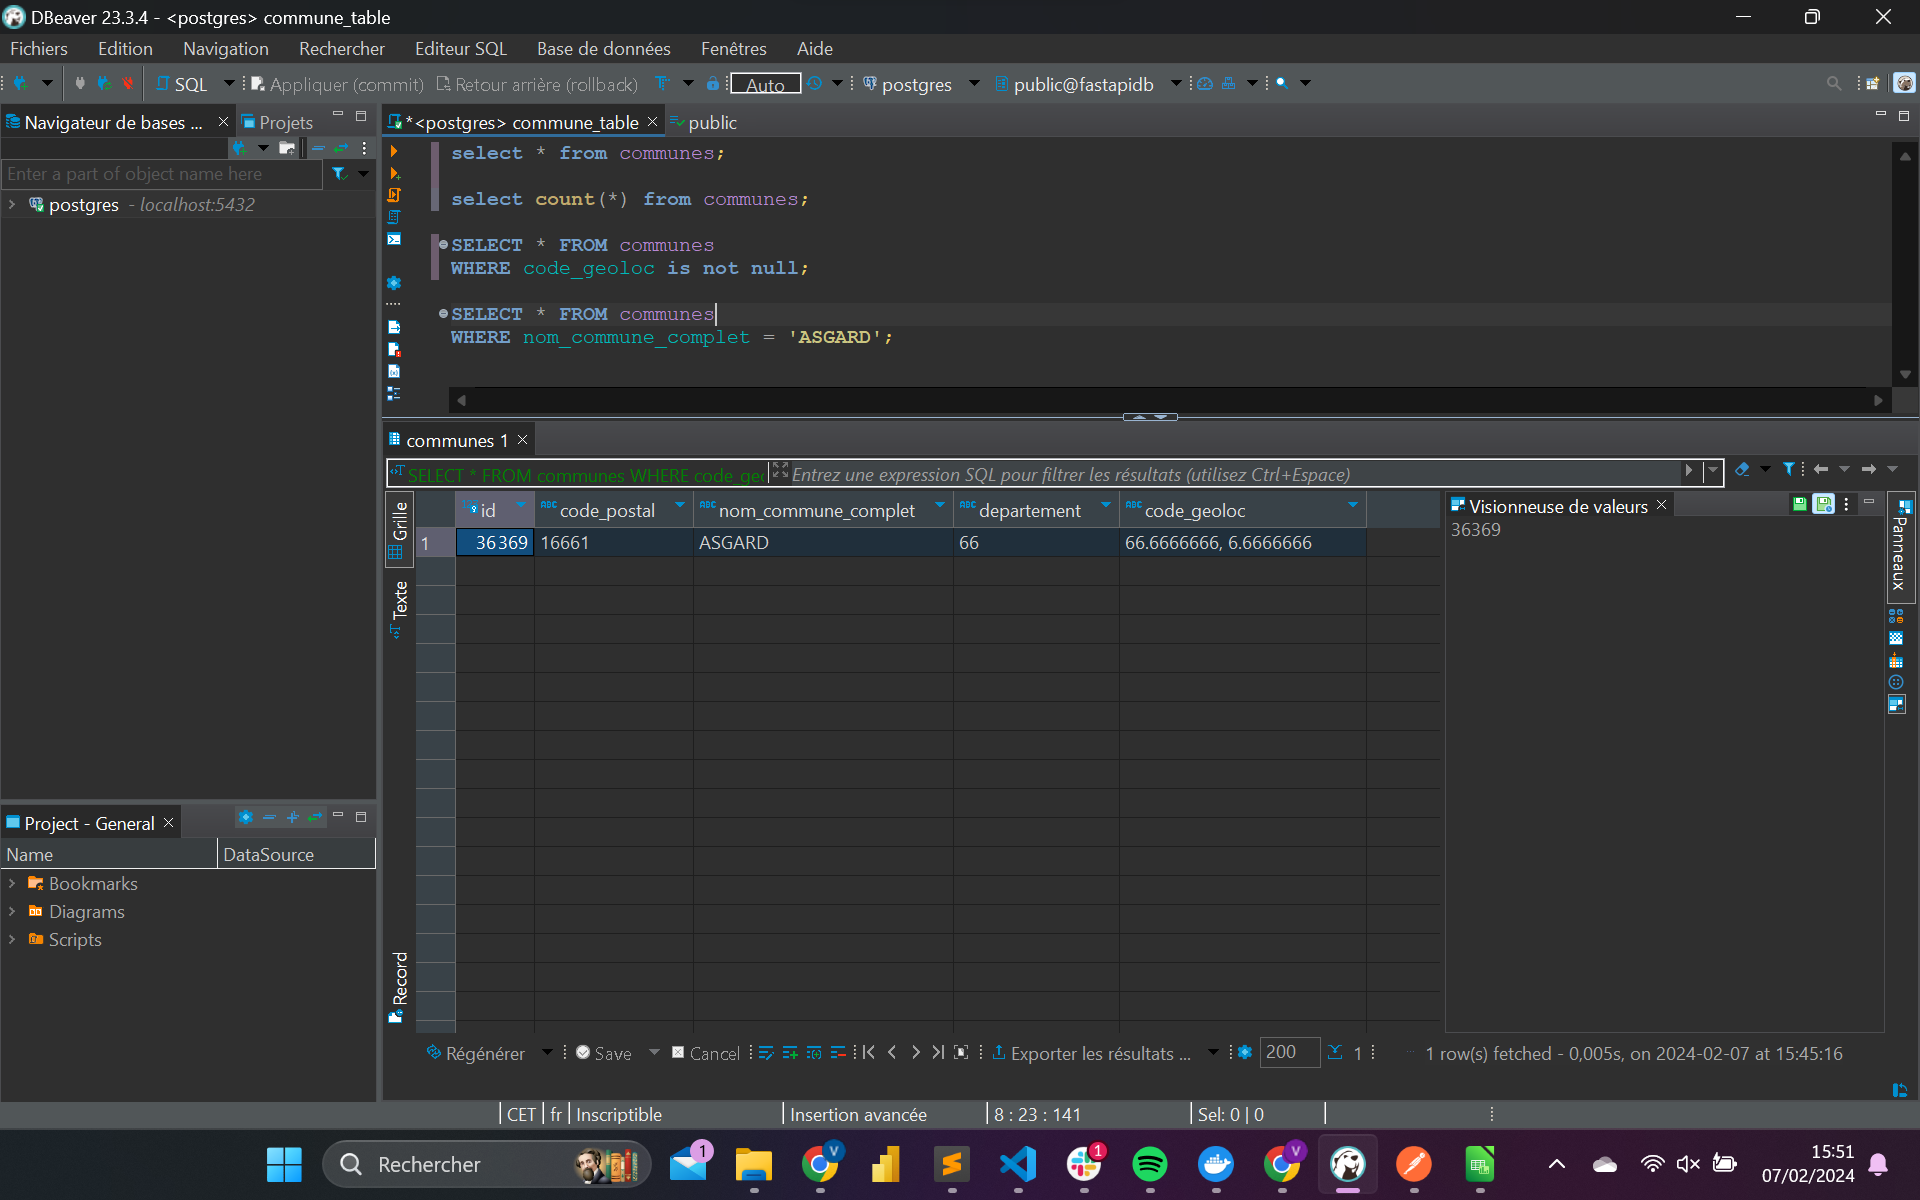 DBeaver 23.3.4 - <postgres> commune_table
Fichiers Edition Navigation Rechercher Editeur SQL Base de données Fenêtres Aide
SQL Appliquer (commit) Retour arrière (rollback) Auto postgres public@fastapidb
Navigateur de bases ... Projets
Enter a part of object name here
postgres - localhost:5432
*<postgres> commune_table public
select * from communes;
select count(*) from communes;
SELECT * FROM communes
WHERE code_geoloc is not null;
SELECT * FROM communes
WHERE nom_commune_complet = 'ASGARD';
communes 1
SELECT * FROM communes WHERE code_geo Entrez une expression SQL pour filtrer les résultats (utilisez Ctrl+Espace)
Grille
Texte
Record
id ABC code_postal ABC nom_commune_complet ABC departement ABC code_geoloc
1 36369 16661 ASGARD 66 66.6666666, 6.6666666
Visionneuse de valeurs
36369
Panneaux
Project - General
Name DataSource
Bookmarks
Diagrams
Scripts
Régénérer Save Cancel Exporter les résultats ... 200 1 1 row(s) fetched - 0,005s, on 2024-02-07 at 15:45:16
CET fr Inscriptible Insertion avancée 8 : 23 : 141 Sel: 0 | 0
Rechercher
1
V
1
V
15:51
07/02/2024